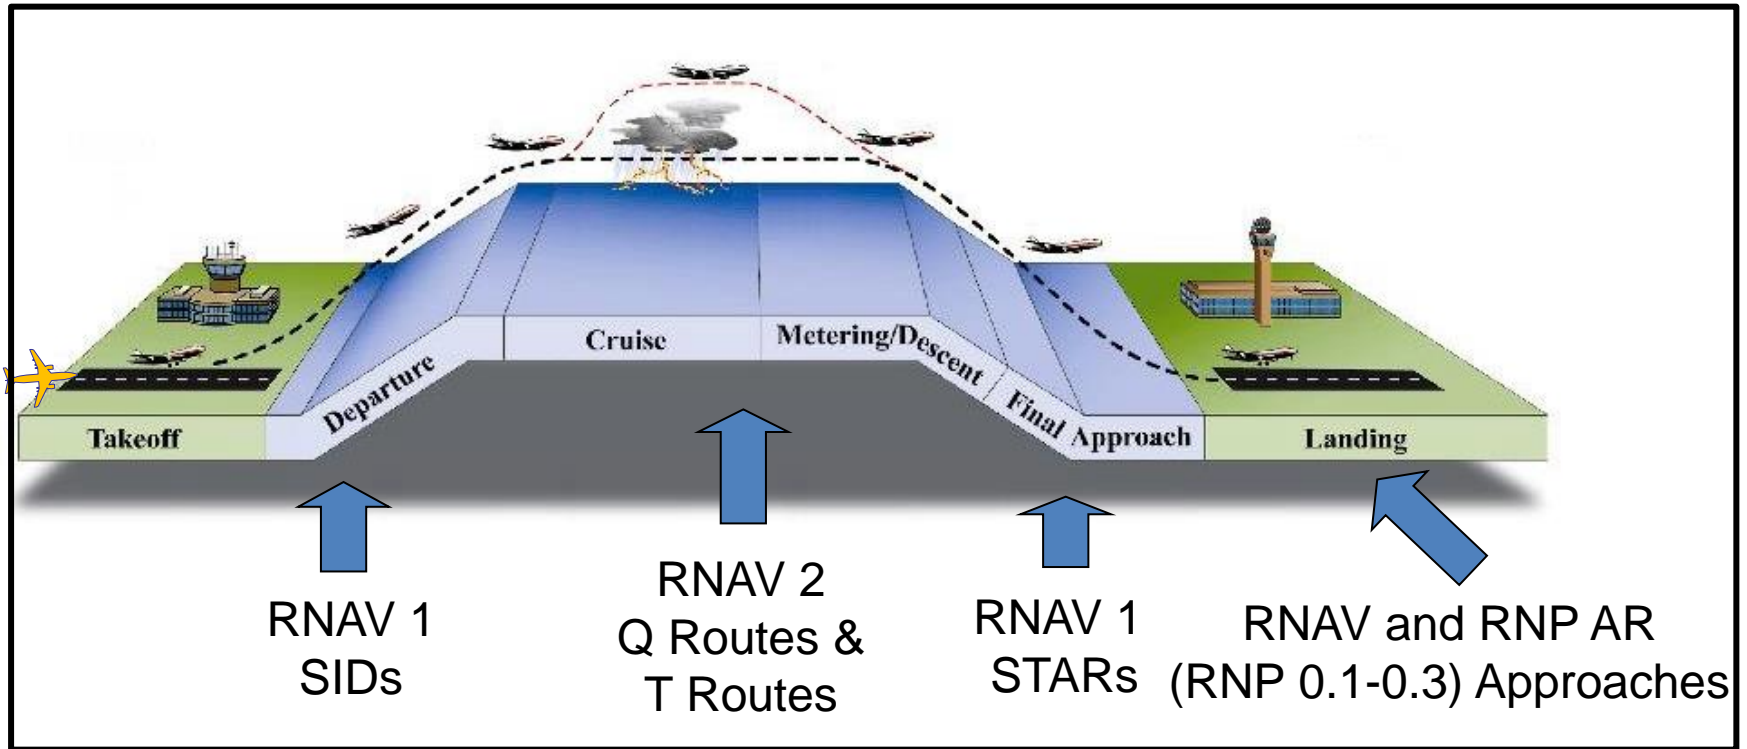 Takeoff
Departure
Cruise
Metering/Descent
Final Approach
Landing
RNAV 1
SIDs
RNAV 2
Q Routes &
T Routes
RNAV 1
STARs
RNAV and RNP AR
(RNP 0.1-0.3) Approaches